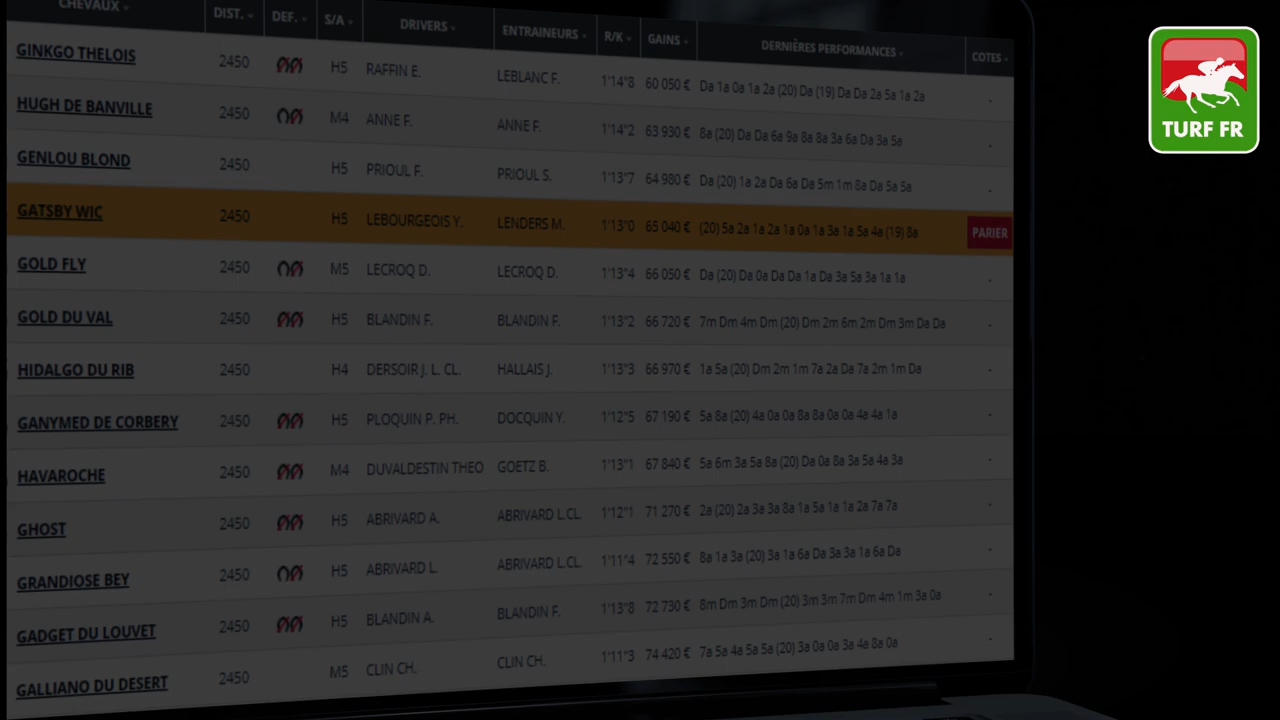 CHEVAUX DIST. DEF. S/A DRIVERS ENTRAINEURS R/K GAINS DERNIÈRES PERFORMANCES COTES
GINKGO THELOIS 2450 H5 RAFFIN E. LEBLANC F. 1'14"8 60 050 € Da 1a 0a 1a 2a (20) Da (19) Da Da 2a 5a 1a 2a -
HUGH DE BANVILLE 2450 M4 ANNE F. ANNE F. 1'14"2 63 930 € 8a (20) Da Da 6a 9a 8a 8a 3a 6a Da 3a 5a -
GENLOU BLOND 2450 H5 PRIOUL F. PRIOUL S. 1'13"7 64 980 € Da (20) 1a 2a Da 6a Da 5m 1m 8a Da 5a 5a -
GATSBY WIC 2450 H5 LEBOURGEOIS Y. LENDERS M. 1'13"0 65 040 € (20) 5a 2a 1a 2a 1a 0a 1a 3a 1a 5a 4a (19) 8a PARIER
GOLD FLY 2450 M5 LECROQ D. LECROQ D. 1'13"4 66 050 € Da (20) Da 0a Da Da 1a Da 3a 5a 3a 1a 1a -
GOLD DU VAL 2450 H5 BLANDIN F. BLANDIN F. 1'13"2 66 720 € 7m Dm 4m Dm (20) Dm 2m 6m 2m Dm 3m Da Da -
HIDALGO DU RIB 2450 H4 DERSOIR J. L. CL. HALLAIS J. 1'13"3 66 970 € 1a 5a (20) Dm 2m 1m 7a 2a Da 7a 2m 1m Da -
GANYMED DE CORBERY 2450 H5 PLOQUIN P. PH. DOCQUIN Y. 1'12"5 67 190 € 5a 8a (20) 4a 0a 0a 8a 8a 0a 0a 4a 4a 1a -
HAVAROCHE 2450 M4 DUVALDESTIN THEO GOETZ B. 1'13"1 67 840 € 5a 6m 3a 5a 8a (20) Da 0a 8a 3a 5a 4a 3a -
GHOST 2450 H5 ABRIVARD A. ABRIVARD L.CL. 1'12"1 71 270 € 2a (20) 2a 3a 3a 8a 1a 5a 1a 1a 2a 7a 7a -
GRANDIOSE BEY 2450 H5 ABRIVARD L. ABRIVARD L.CL. 1'11"4 72 550 € 8a 1a 3a (20) 3a 1a 6a Da 3a 3a 1a 6a Da -
GADGET DU LOUVET 2450 H5 BLANDIN A. BLANDIN F. 1'13"8 72 730 € 8m Dm 3m Dm (20) 3m 3m 7m Dm 4m 1m 3a 0a -
GALLIANO DU DESERT 2450 M5 CLIN CH. CLIN CH. 1'11"3 74 420 € 7a 5a 4a 5a 5a (20) 3a 0a 0a 3a 4a 8a 0a -
TURF FR